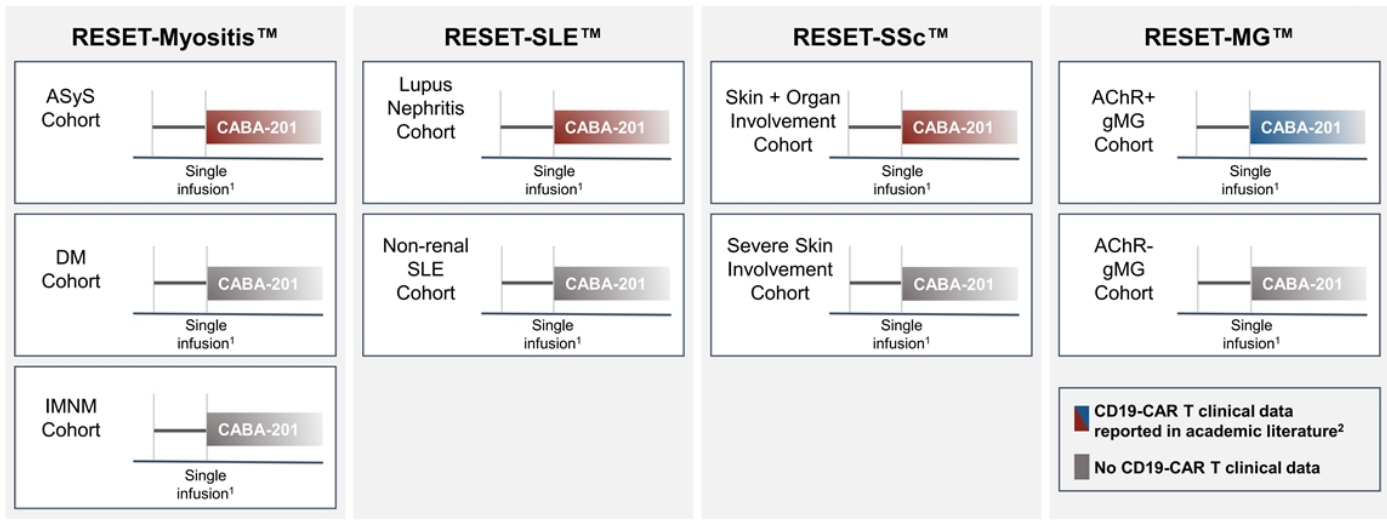 RESET-Myositis™
ASyS
Cohort
CABA-201
Single
infusion¹
DM
Cohort
CABA-201
Single
infusion¹
IMNM
Cohort
CABA-201
Single
infusion¹
RESET-SLE™
Lupus
Nephritis
Cohort
CABA-201
Single
infusion¹
Non-renal
SLE
Cohort
CABA-201
Single
infusion¹
RESET-SSc™
Skin + Organ
Involvement
Cohort
CABA-201
Single
infusion¹
Severe Skin
Involvement
Cohort
CABA-201
Single
infusion¹
RESET-MG™
AChR+
gMG
Cohort
CABA-201
Single
infusion¹
AChR-
gMG
Cohort
CABA-201
Single
infusion¹
CD19-CAR T clinical data
reported in academic literature²
No CD19-CAR T clinical data